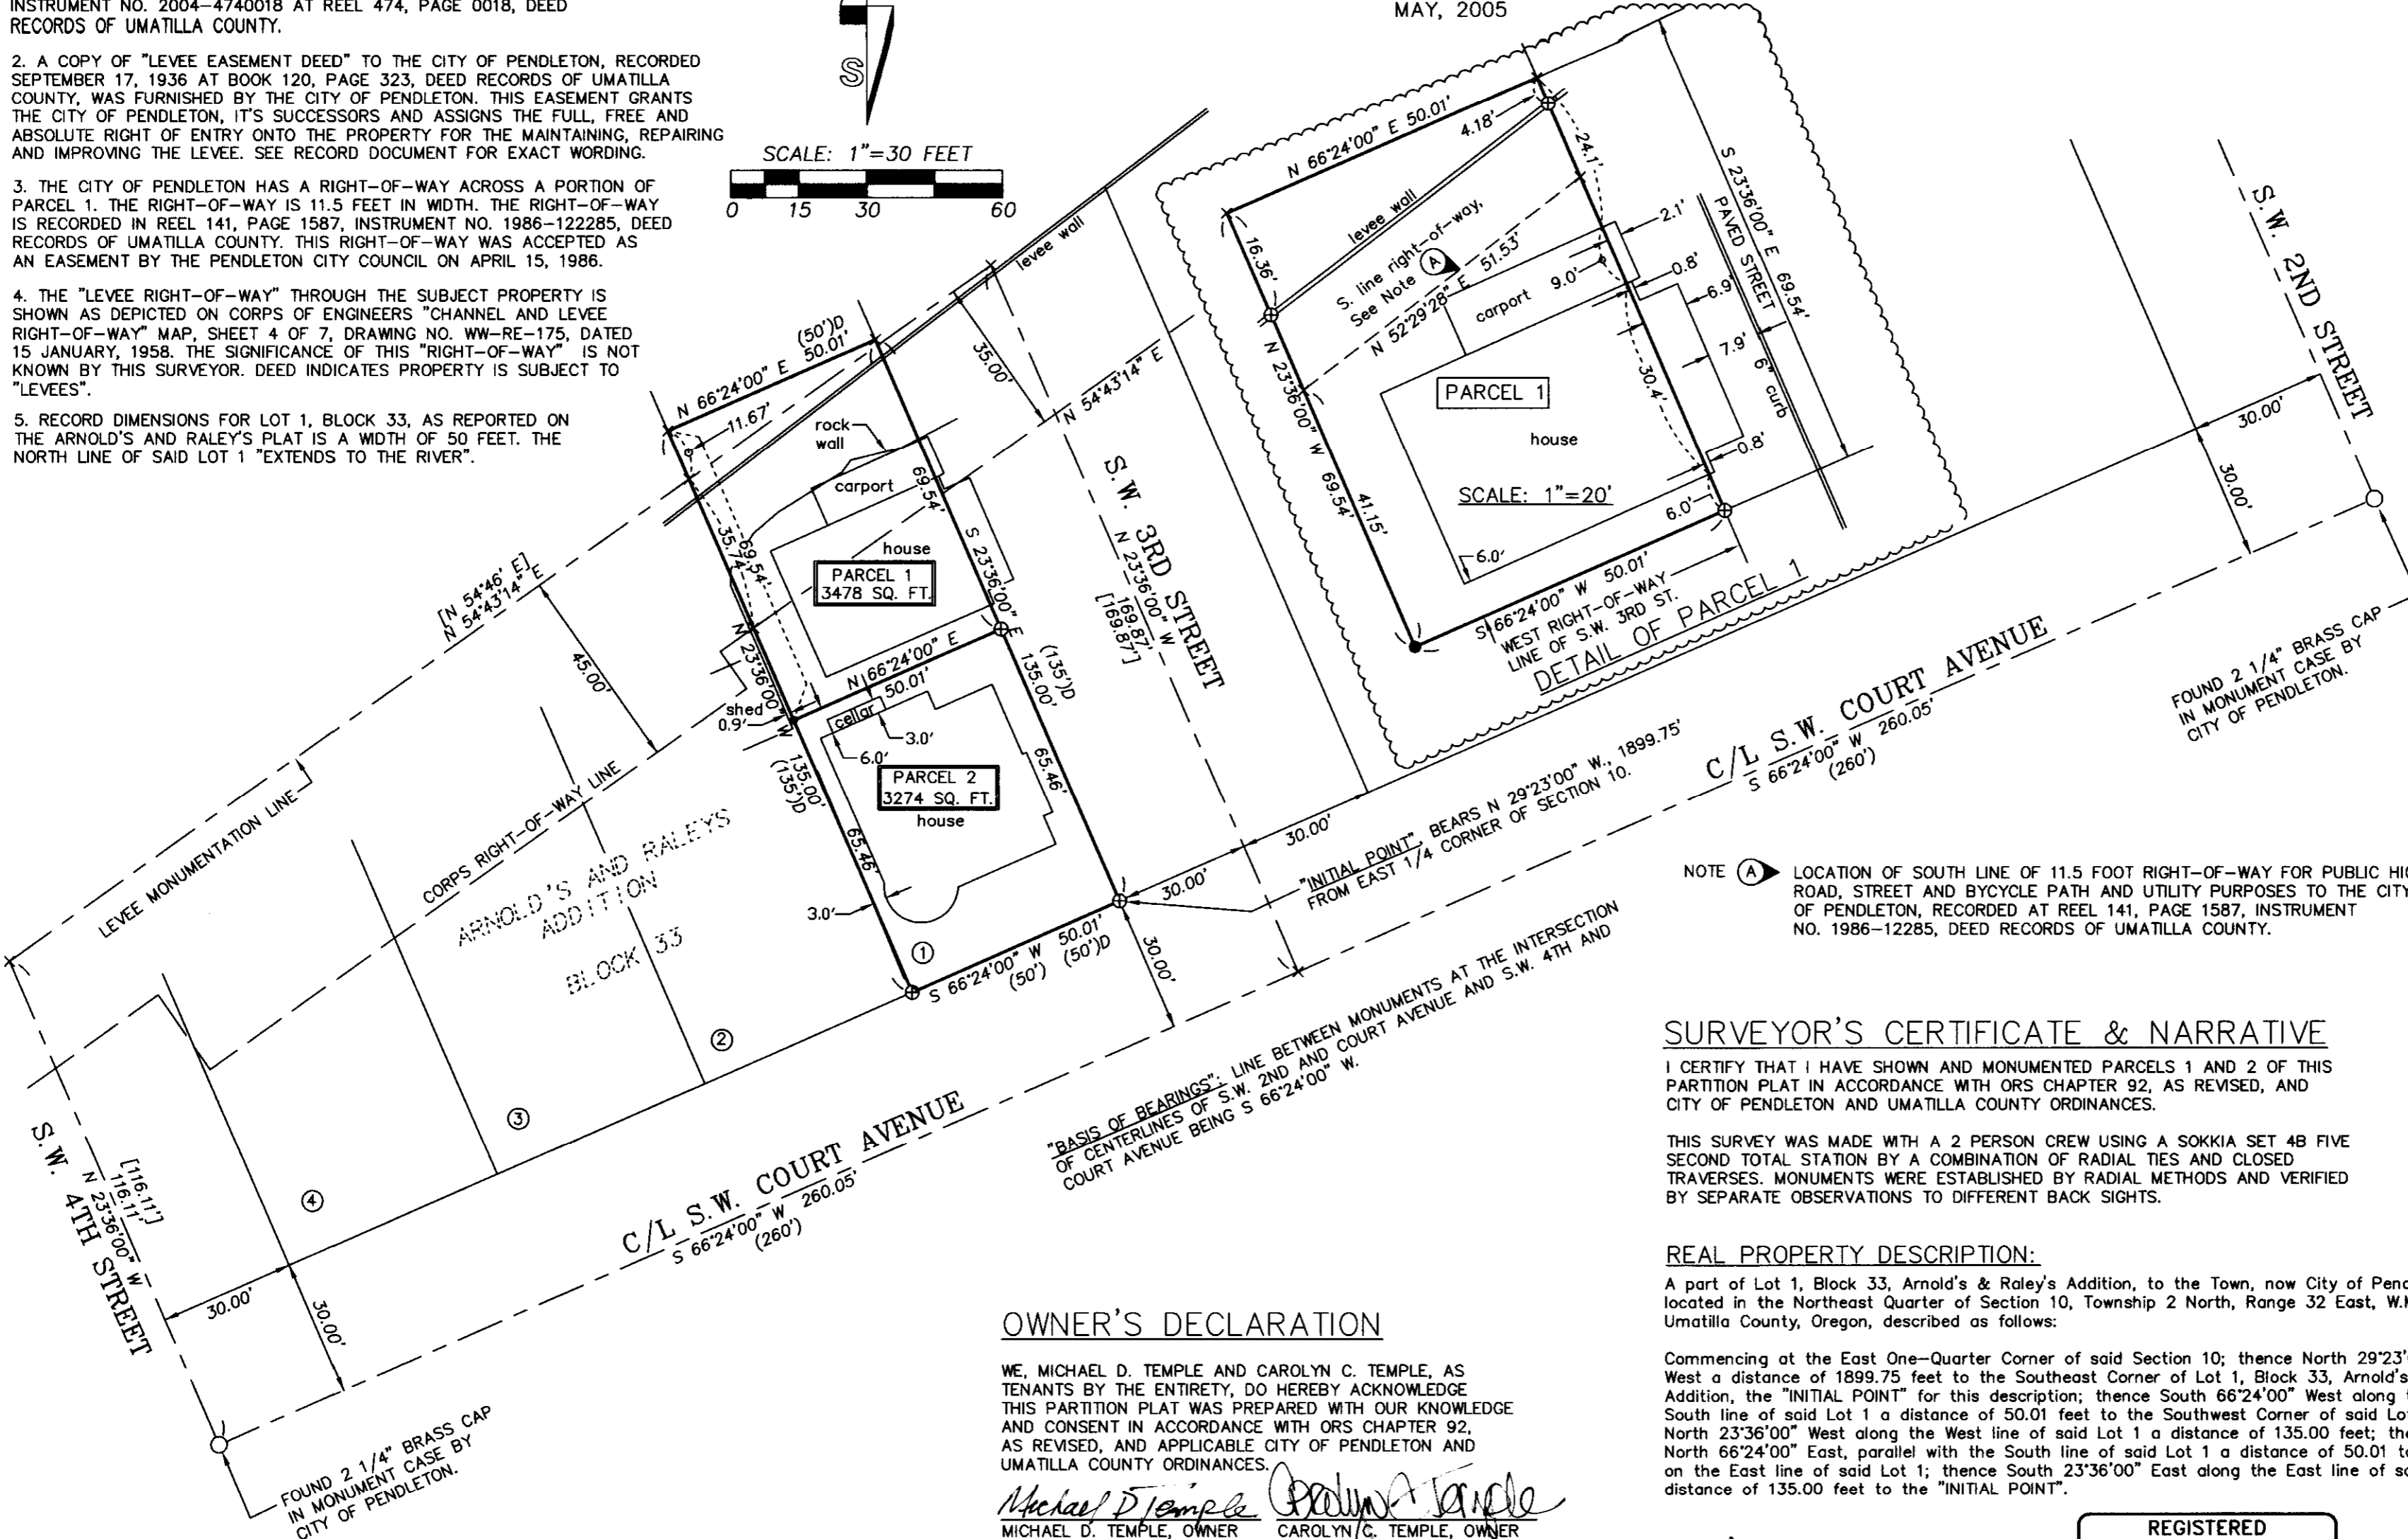 INSTRUMENT NO. 2004-4740018 AT REEL 474, PAGE 0018, DEED
RECORDS OF UMATILLA COUNTY.
2. A COPY OF "LEVEE EASEMENT DEED" TO THE CITY OF PENDLETON, RECORDED
SEPTEMBER 17, 1936 AT BOOK 120, PAGE 323, DEED RECORDS OF UMATILLA
COUNTY, WAS FURNISHED BY THE CITY OF PENDLETON. THIS EASEMENT GRANTS
THE CITY OF PENDLETON, IT'S SUCCESSORS AND ASSIGNS THE FULL, FREE AND
ABSOLUTE RIGHT OF ENTRY ONTO THE PROPERTY FOR THE MAINTAINING, REPAIRING
AND IMPROVING THE LEVEE. SEE RECORD DOCUMENT FOR EXACT WORDING.
3. THE CITY OF PENDLETON HAS A RIGHT-OF-WAY ACROSS A PORTION OF
PARCEL 1. THE RIGHT-OF-WAY IS 11.5 FEET IN WIDTH. THE RIGHT-OF-WAY
IS RECORDED IN REEL 141, PAGE 1587, INSTRUMENT NO. 1986-122285, DEED
RECORDS OF UMATILLA COUNTY. THIS RIGHT-OF-WAY WAS ACCEPTED AS
AN EASEMENT BY THE PENDLETON CITY COUNCIL ON APRIL 15, 1986.
4. THE "LEVEE RIGHT-OF-WAY" THROUGH THE SUBJECT PROPERTY IS
SHOWN AS DEPICTED ON CORPS OF ENGINEERS "CHANNEL AND LEVEE
RIGHT-OF-WAY" MAP, SHEET 4 OF 7, DRAWING NO. WW-RE-175, DATED
15 JANUARY, 1958. THE SIGNIFICANCE OF THIS "RIGHT-OF-WAY" IS NOT
KNOWN BY THIS SURVEYOR. DEED INDICATES PROPERTY IS SUBJECT TO
"LEVEES".
5. RECORD DIMENSIONS FOR LOT 1, BLOCK 33, AS REPORTED ON
THE ARNOLD'S AND RALEY'S PLAT IS A WIDTH OF 50 FEET. THE
NORTH LINE OF SAID LOT 1 "EXTENDS TO THE RIVER".
S
SCALE: 1"=30 FEET
0 15 30 60
MAY, 2005
N 66°24'00" E 50.01'
4.18'
24.1'
levee wall
16.36'
S. line right-of-way,
See Note A
N 52°29'28" E 51.53'
carport
9.0'
2.1'
0.8'
6.9'
7.9'
30.4'
0.8'
6" curb
PAVED STREET
S 23°36'00" E 69.54'
PARCEL 1
house
SCALE: 1"=20'
6.0'
6.0'
N 23°36'00" W 69.54'
41.15'
S 66°24'00" W 50.01'
WEST RIGHT-OF-WAY
LINE OF S.W. 3RD ST.
DETAIL OF PARCEL 1
S.W. 2ND STREET
30.00'
30.00'
FOUND 2 1/4" BRASS CAP
IN MONUMENT CASE BY
CITY OF PENDLETON.
C/L S.W. COURT AVENUE
S 66°24'00" W 260.05'
(260')
levee wall
35.00'
N 54°43'14" E
S.W. 3RD STREET
N 23°36'00" W
169.87'
[169.87']
(50')D
50.01'
N 66°24'00" E
11.67'
rock
wall
carport
69.54'
35.74'
69.54'
house
PARCEL 1
3478 SQ. FT.
S 23°36'00" E
N 66°24'00" E
50.01'
(135')D
135.00'
N 23°36'00" W
shed
0.9'
cellar
3.0'
6.0'
135.00'
(135')D
PARCEL 2
3274 SQ. FT.
house
65.46'
65.46'
3.0'
1
S 66°24'00" W 50.01'
(50') (50')D
30.00'
30.00'
30.00'
"INITIAL POINT", BEARS N 29°23'00" W., 1899.75'
FROM EAST 1/4 CORNER OF SECTION 10.
[N 54°46' E]
N 54°43'14" E
45.00'
LEVEE MONUMENTATION LINE
CORPS RIGHT-OF-WAY LINE
ARNOLD'S AND RALEYS
ADDITION
BLOCK 33
2
3
4
S.W. 4TH STREET
[116.11']
116.11'
N 23°36'00" W
30.00'
30.00'
C/L S.W. COURT AVENUE
S 66°24'00" W 260.05'
(260')
FOUND 2 1/4" BRASS CAP
IN MONUMENT CASE BY
CITY OF PENDLETON.
"BASIS OF BEARINGS": LINE BETWEEN MONUMENTS AT THE INTERSECTION
OF CENTERLINES OF S.W. 2ND AND COURT AVENUE AND S.W. 4TH AND
COURT AVENUE BEING S 66°24'00" W.
NOTE A LOCATION OF SOUTH LINE OF 11.5 FOOT RIGHT-OF-WAY FOR PUBLIC HI
ROAD, STREET AND BYCYCLE PATH AND UTILITY PURPOSES TO THE CITY
OF PENDLETON, RECORDED AT REEL 141, PAGE 1587, INSTRUMENT
NO. 1986-12285, DEED RECORDS OF UMATILLA COUNTY.
SURVEYOR'S CERTIFICATE & NARRATIVE
I CERTIFY THAT I HAVE SHOWN AND MONUMENTED PARCELS 1 AND 2 OF THIS
PARTITION PLAT IN ACCORDANCE WITH ORS CHAPTER 92, AS REVISED, AND
CITY OF PENDLETON AND UMATILLA COUNTY ORDINANCES.
THIS SURVEY WAS MADE WITH A 2 PERSON CREW USING A SOKKIA SET 4B FIVE
SECOND TOTAL STATION BY A COMBINATION OF RADIAL TIES AND CLOSED
TRAVERSES. MONUMENTS WERE ESTABLISHED BY RADIAL METHODS AND VERIFIED
BY SEPARATE OBSERVATIONS TO DIFFERENT BACK SIGHTS.
REAL PROPERTY DESCRIPTION:
A part of Lot 1, Block 33, Arnold's & Raley's Addition, to the Town, now City of Pend
located in the Northeast Quarter of Section 10, Township 2 North, Range 32 East, W.
Umatilla County, Oregon, described as follows:
Commencing at the East One-Quarter Corner of said Section 10; thence North 29°23'
West a distance of 1899.75 feet to the Southeast Corner of Lot 1, Block 33, Arnold's
Addition, the "INITIAL POINT" for this description; thence South 66°24'00" West along
South line of said Lot 1 a distance of 50.01 feet to the Southwest Corner of said Lo
North 23°36'00" West along the West line of said Lot 1 a distance of 135.00 feet; the
North 66°24'00" East, parallel with the South line of said Lot 1 a distance of 50.01 t
on the East line of said Lot 1; thence South 23°36'00" East along the East line of s
distance of 135.00 feet to the "INITIAL POINT".
REGISTERED
OWNER'S DECLARATION
WE, MICHAEL D. TEMPLE AND CAROLYN C. TEMPLE, AS
TENANTS BY THE ENTIRETY, DO HEREBY ACKNOWLEDGE
THIS PARTITION PLAT WAS PREPARED WITH OUR KNOWLEDGE
AND CONSENT IN ACCORDANCE WITH ORS CHAPTER 92,
AS REVISED, AND APPLICABLE CITY OF PENDLETON AND
UMATILLA COUNTY ORDINANCES.
Michael D Temple Carolyn C Temple
MICHAEL D. TEMPLE, OWNER CAROLYN C. TEMPLE, OWNER